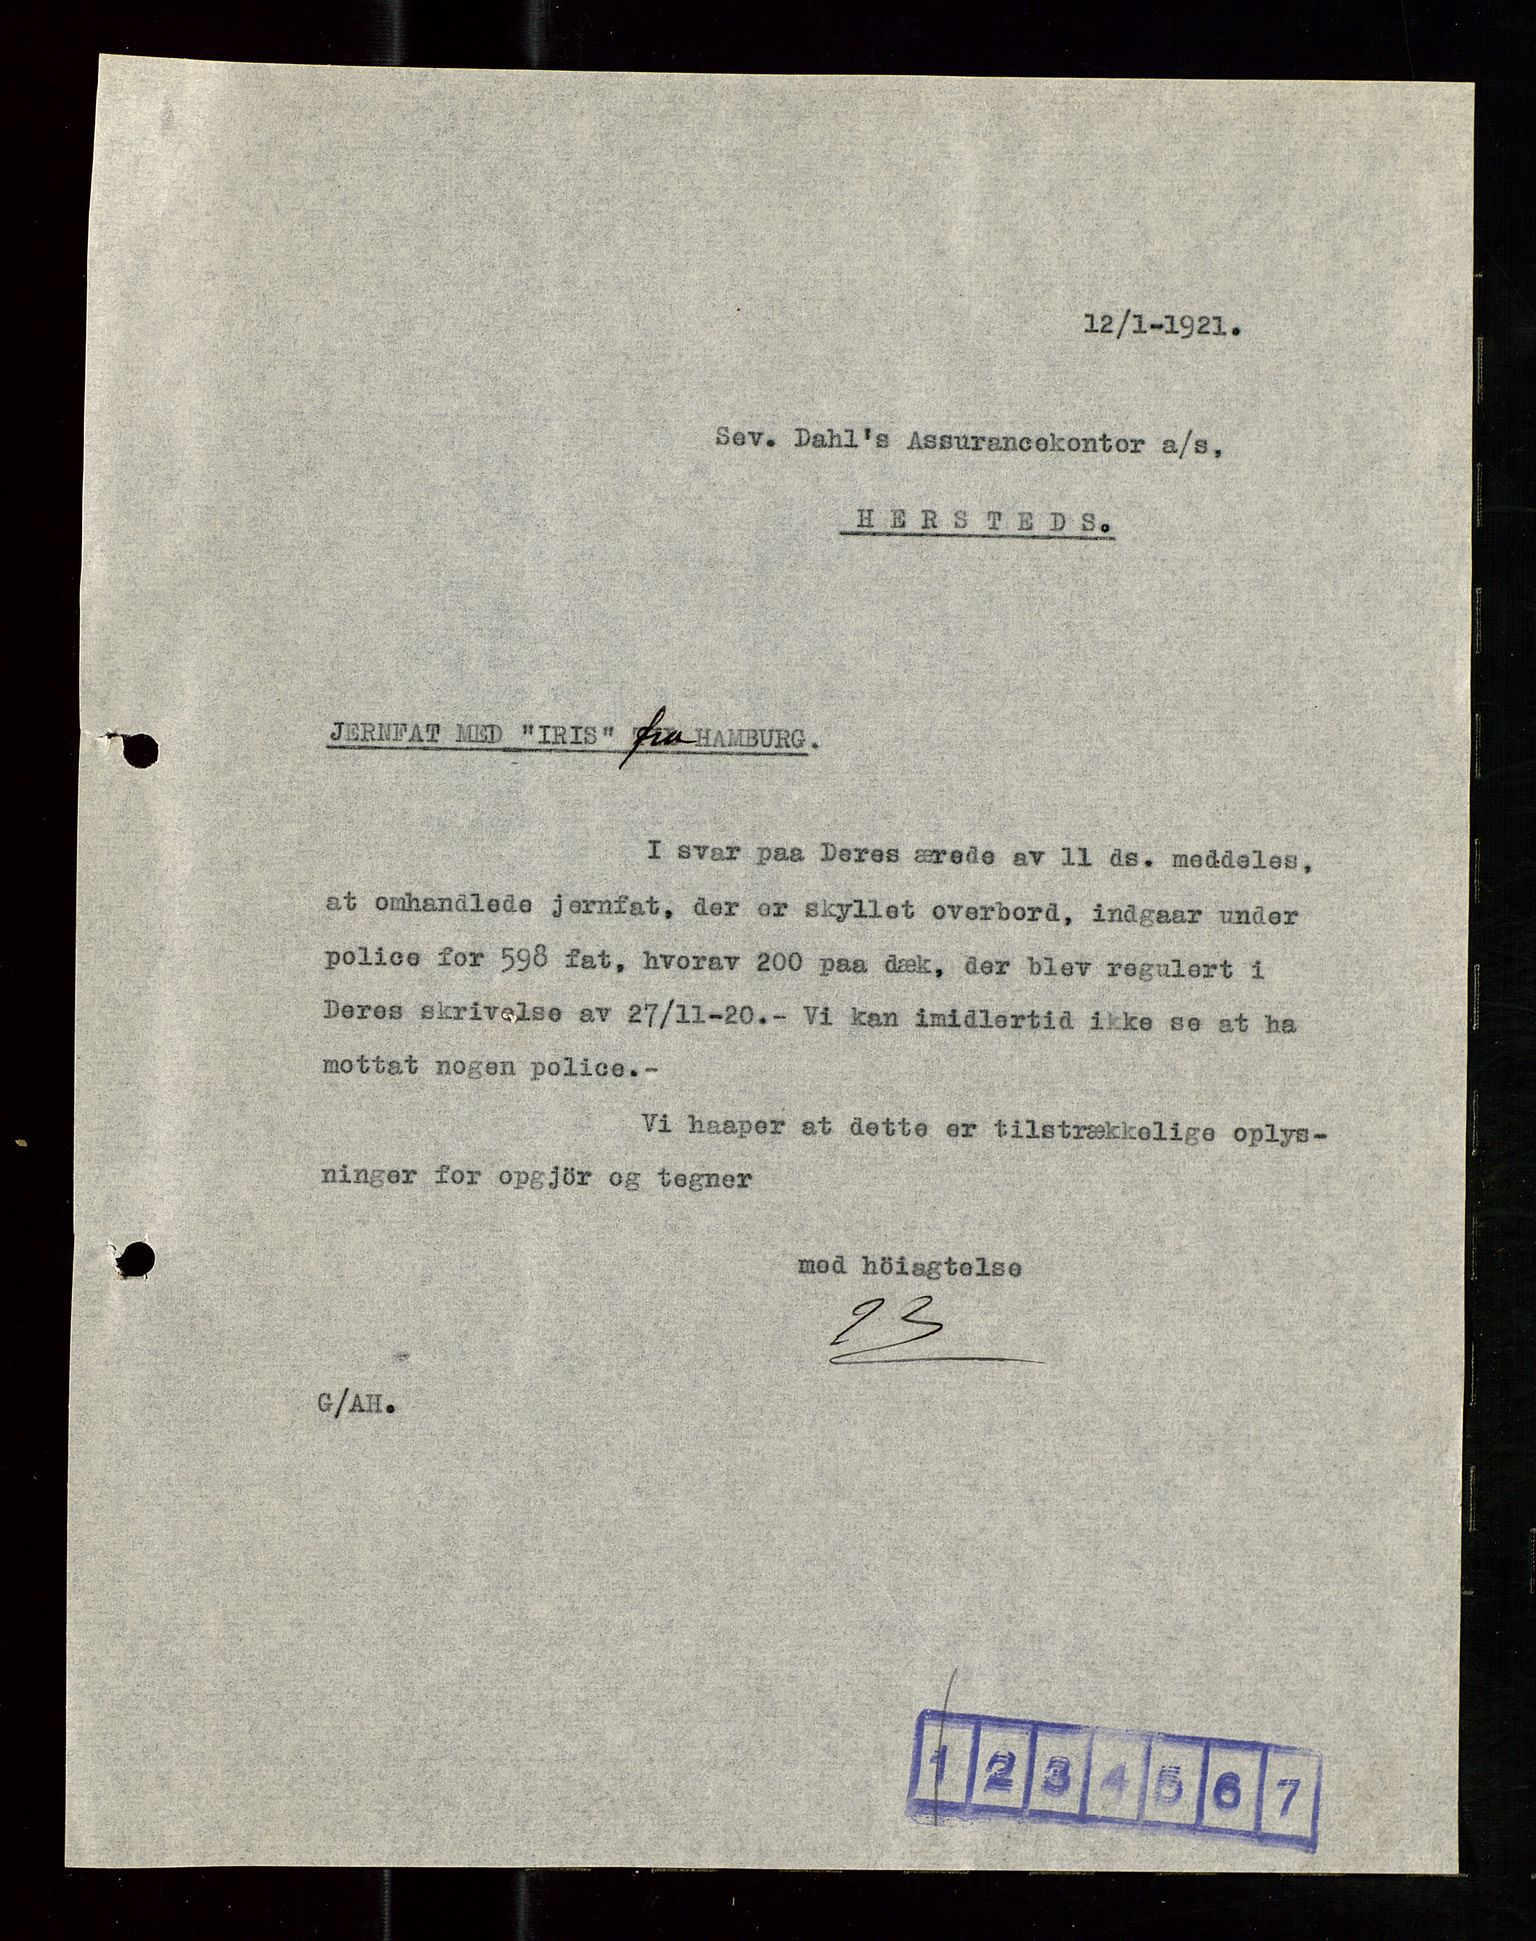 12/1-1921.
Sev. Dahl's Assurancekontor a/s,
H E R S T E D S.
JERNFAT MED "IRIS" fra HAMBURG.
I svar paa Deres ærede av 11 ds. meddeles,
at omhandlede jernfat, der er skyllet overbord, indgaar under
police for 598 fat, hvorav 200 paa dæk, der blev regulert i
Deres skrivelse av 27/11-20.- Vi kan imidlertid ikke se at ha
mottat nogen police.-
Vi haaper at dette er tilstrækkelige oplys-
ninger for opgjör og tegner
med höiagtelse
23
G/AH.
1 2 3 4 5 6 7